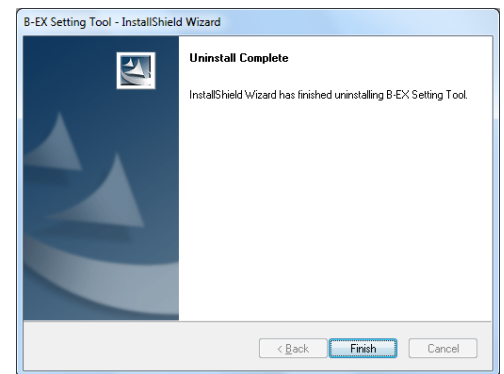 B-EX Setting Tool - InstallShield Wizard
Uninstall Complete
InstallShield Wizard has finished uninstalling B-EX Setting Tool.
< Back
Finish
Cancel